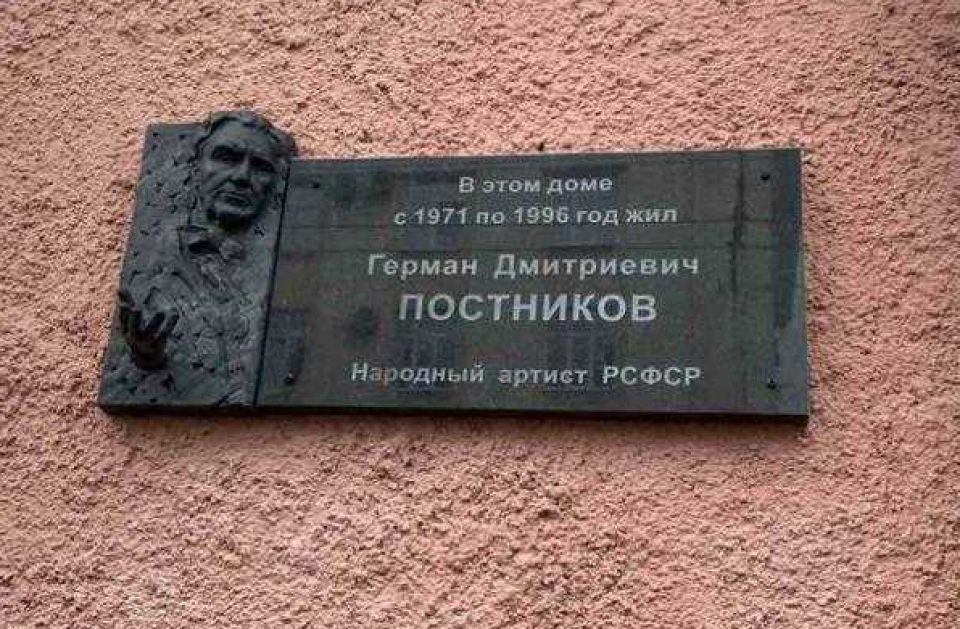 В этом доме
с 1971 по 1996 год жил
Герман Дмитриевич
ПОСТНИКОВ
Народный артист РСФСР